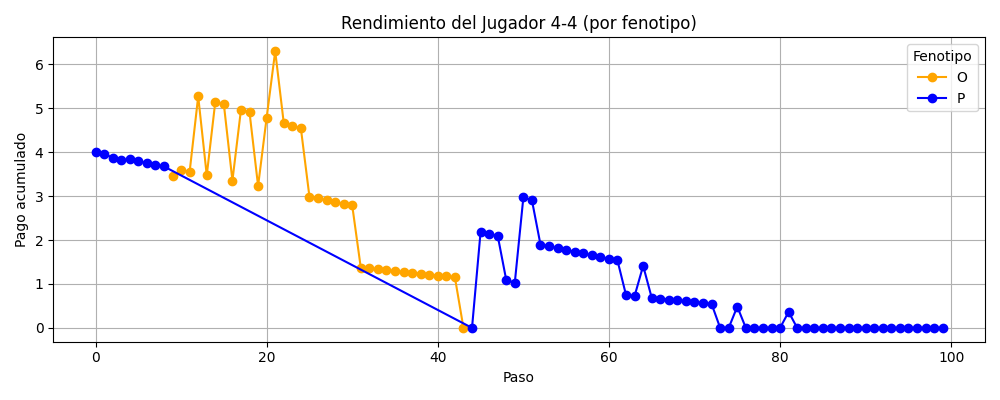 Rendimiento del Jugador 4-4 (por fenotipo)
Pago acumulado
6
5
4
3
2
1
0
Fenotipo
O
P
0 20 40 60 80 100
Paso